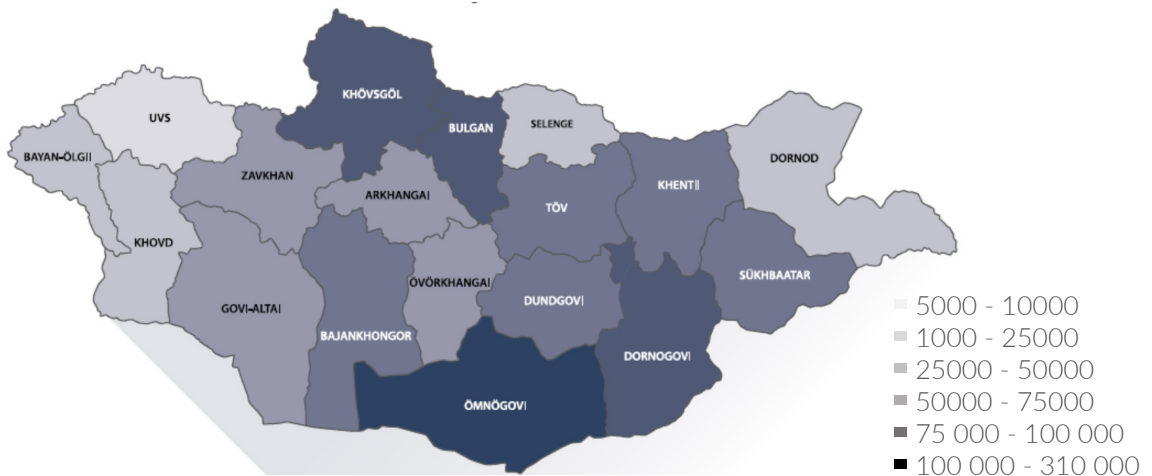 KHÖVSGÖL
UVS
BULGAN
SELENGE
BAYAN-ÖLGII
DORNOD
ZAVKHAN
KHENTII
ARKHANGAI
TÖV
KHOVD
SÜKHBAATAR
ÖVÖRKHANGAI
DUNDGOVI
GOVI-ALTAI
BAJANKHONGOR
DORNOGOVI
ÖMNÖGOVI
5000 - 10000
1000 - 25000
25000 - 50000
50000 - 75000
75 000 - 100 000
100 000 - 310 000